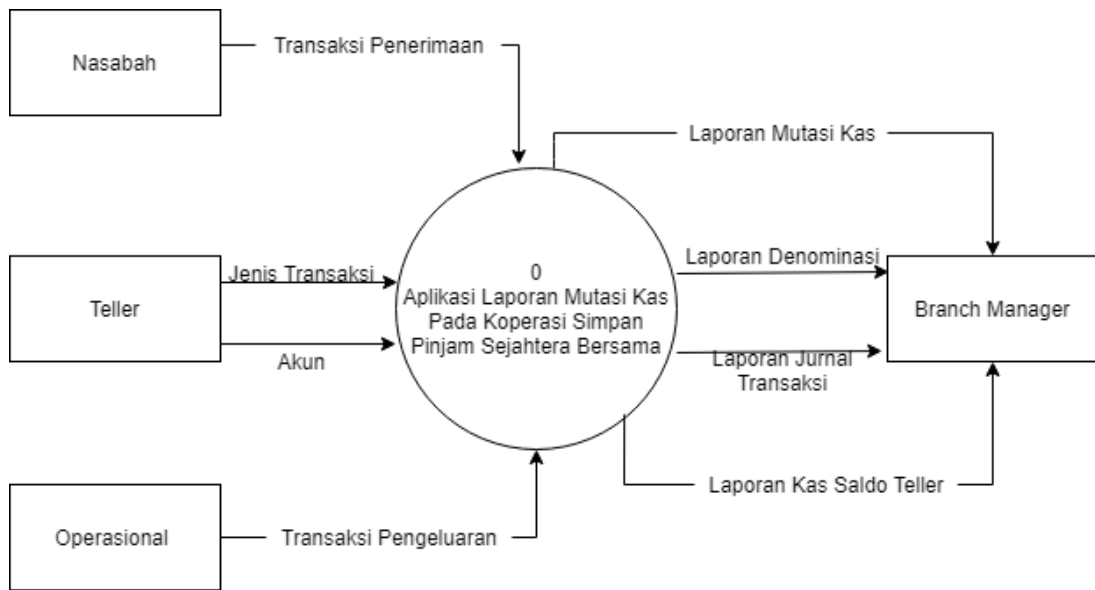 Nasabah
Transaksi Penerimaan
Laporan Mutasi Kas
Teller
Jenis Transaksi
Akun
0
Aplikasi Laporan Mutasi Kas
Pada Koperasi Simpan
Pinjam Sejahtera Bersama
Laporan Denominasi
Laporan Jurnal
Transaksi
Branch Manager
Laporan Kas Saldo Teller
Operasional
Transaksi Pengeluaran